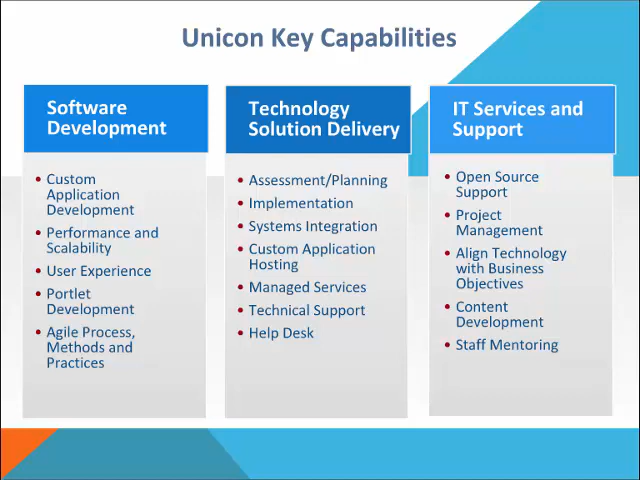 Unicon Key Capabilities
Software
Development
• Custom
Application
Development
• Performance and
Scalability
• User Experience
• Portlet
Development
• Agile Process,
Methods and
Practices
Technology
Solution Delivery
• Assessment/Planning
• Implementation
• Systems Integration
• Custom Application
Hosting
• Managed Services
• Technical Support
• Help Desk
IT Services and
Support
• Open Source
Support
• Project
Management
• Align Technology
with Business
Objectives
• Content
Development
• Staff Mentoring